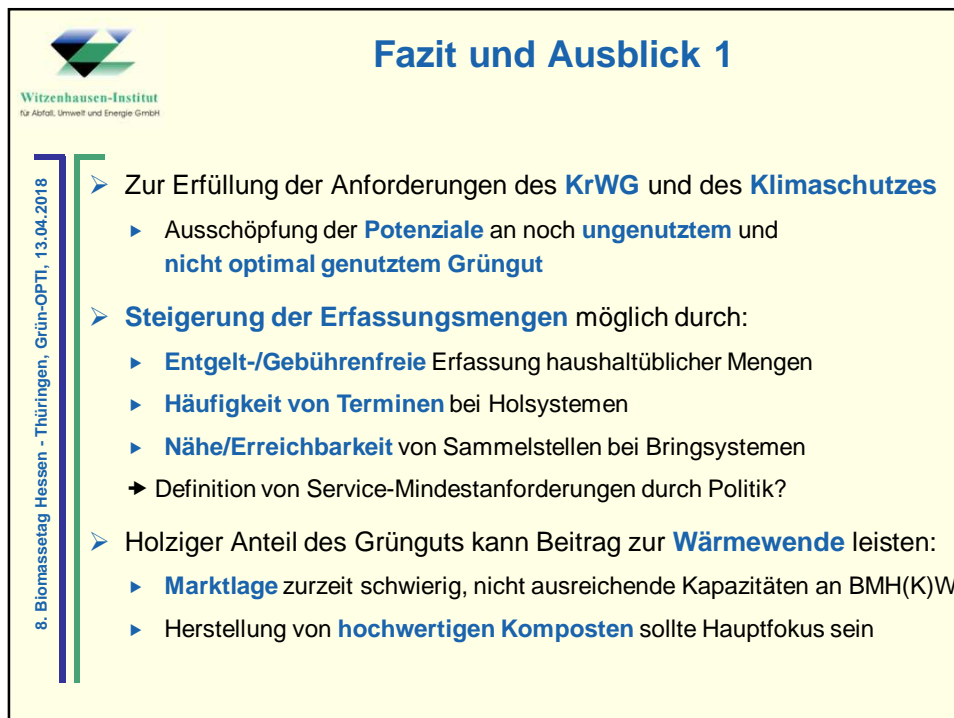 Fazit und Ausblick 1
Witzenhausen-Institut
für Abfall, Umwelt und Energie GmbH
8. Biomassetag Hessen - Thüringen, Grün-OPTI, 13.04.2018
➢ Zur Erfüllung der Anforderungen des KrWG und des Klimaschutzes
▸ Ausschöpfung der Potenziale an noch ungenutztem und
nicht optimal genutztem Grüngut
➢ Steigerung der Erfassungsmengen möglich durch:
▸ Entgelt-/Gebührenfreie Erfassung haushaltüblicher Mengen
▸ Häufigkeit von Terminen bei Holsystemen
▸ Nähe/Erreichbarkeit von Sammelstellen bei Bringsystemen
➔ Definition von Service-Mindestanforderungen durch Politik?
➢ Holziger Anteil des Grünguts kann Beitrag zur Wärmewende leisten:
▸ Marktlage zurzeit schwierig, nicht ausreichende Kapazitäten an BMH(K)W
▸ Herstellung von hochwertigen Komposten sollte Hauptfokus sein